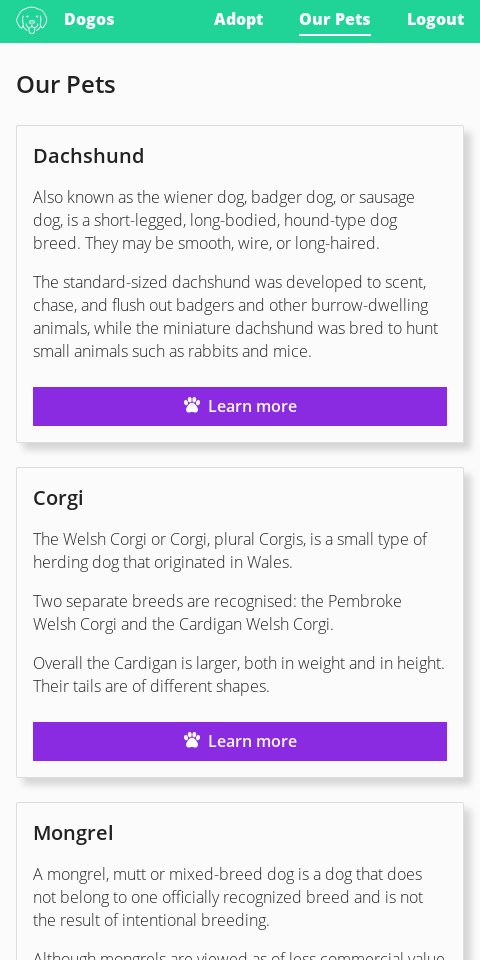 Dogos
Adopt
Our Pets
Logout
Our Pets
Dachshund
Also known as the wiener dog, badger dog, or sausage
dog, is a short-legged, long-bodied, hound-type dog
breed. They may be smooth, wire, or long-haired.
The standard-sized dachshund was developed to scent,
chase, and flush out badgers and other burrow-dwelling
animals, while the miniature dachshund was bred to hunt
small animals such as rabbits and mice.
Learn more
Corgi
The Welsh Corgi or Corgi, plural Corgis, is a small type of
herding dog that originated in Wales.
Two separate breeds are recognised: the Pembroke
Welsh Corgi and the Cardigan Welsh Corgi.
Overall the Cardigan is larger, both in weight and in height.
Their tails are of different shapes.
Learn more
Mongrel
A mongrel, mutt or mixed-breed dog is a dog that does
not belong to one officially recognized breed and is not
the result of intentional breeding.
Although mongrels are viewed as of less commercial value